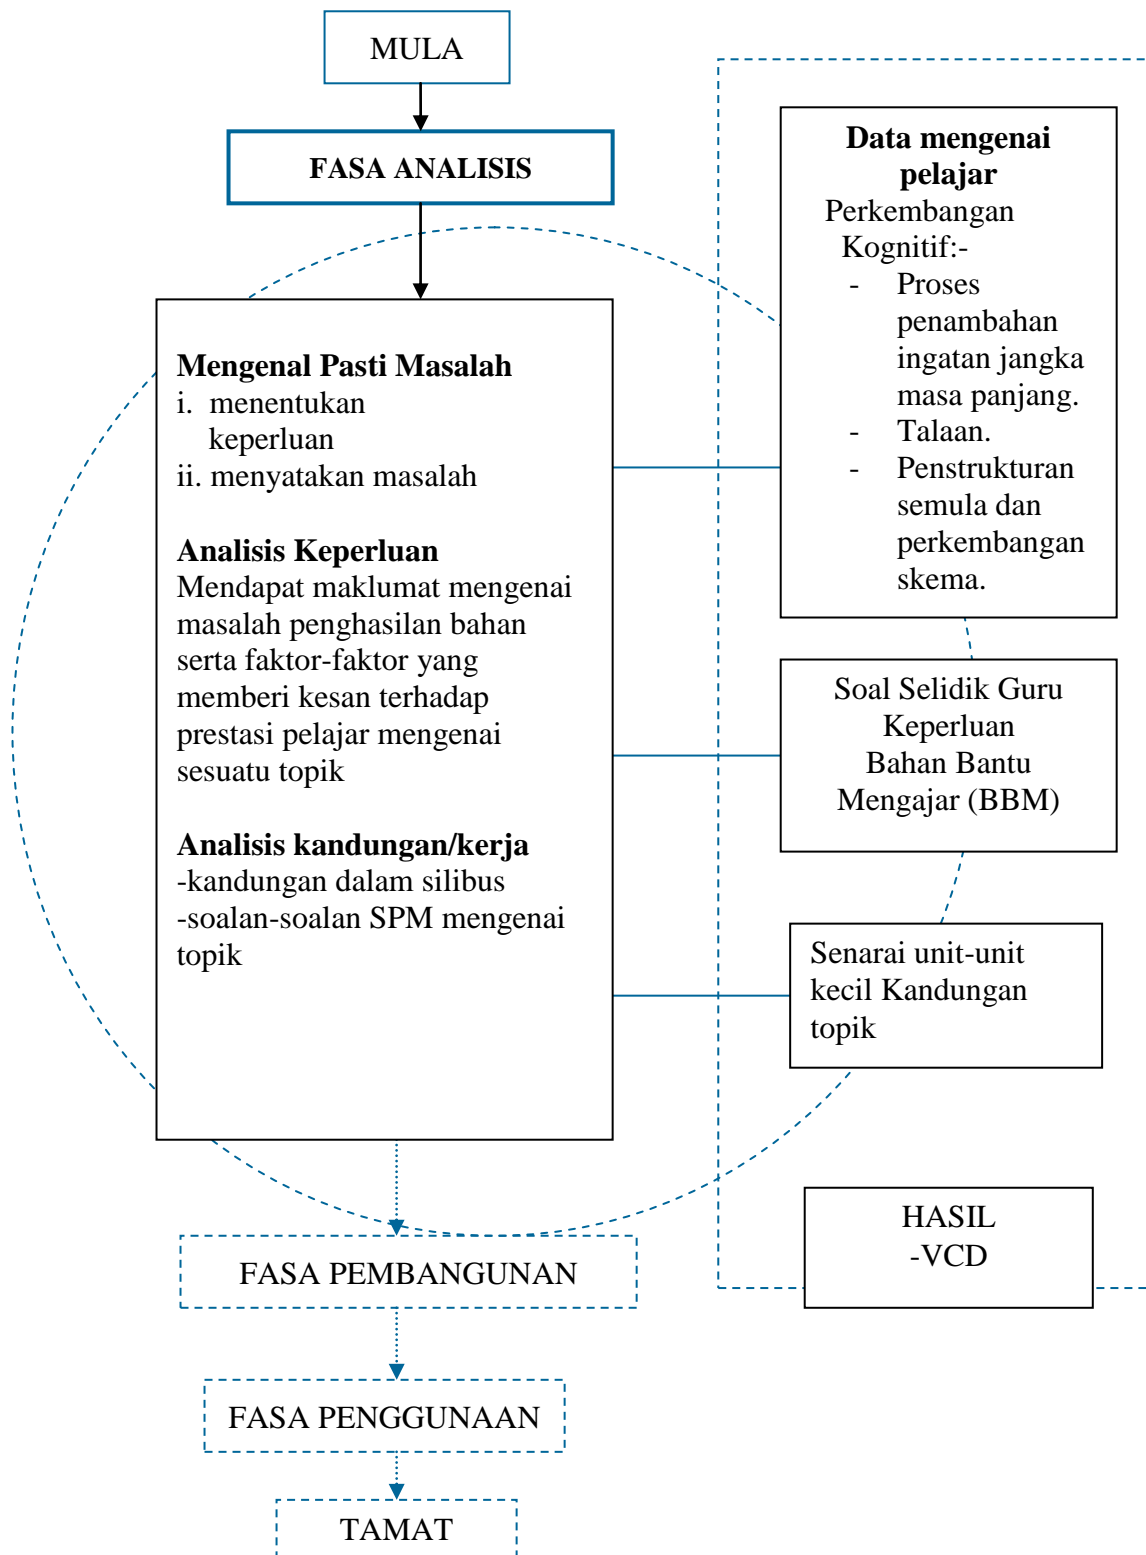 MULA
FASA ANALISIS
Mengenal Pasti Masalah
i. menentukan
keperluan
ii. menyatakan masalah
Analisis Keperluan
Mendapat maklumat mengenai
masalah penghasilan bahan
serta faktor-faktor yang
memberi kesan terhadap
prestasi pelajar mengenai
sesuatu topik
Analisis kandungan/kerja
-kandungan dalam silibus
-soalan-soalan SPM mengenai
topik
Data mengenai
pelajar
Perkembangan
Kognitif:-
- Proses
penambahan
ingatan jangka
masa panjang.
- Talaan.
- Penstrukturan
semula dan
perkembangan
skema.
Soal Selidik Guru
Keperluan
Bahan Bantu
Mengajar (BBM)
Senarai unit-unit
kecil Kandungan
topik
HASIL
-VCD
FASA PEMBANGUNAN
FASA PENGGUNAAN
TAMAT